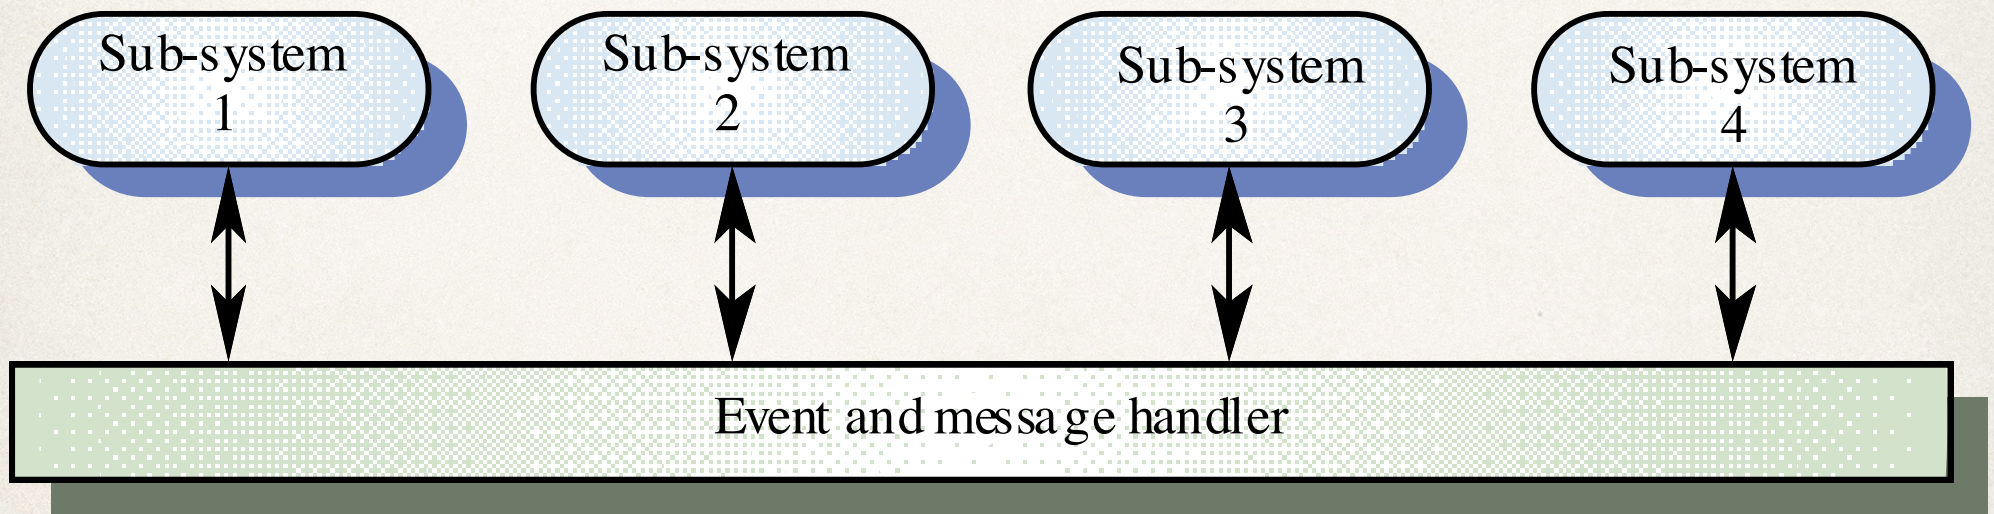 Sub-system
1
Sub-system
2
Sub-system
3
Sub-system
4
Event and message handler